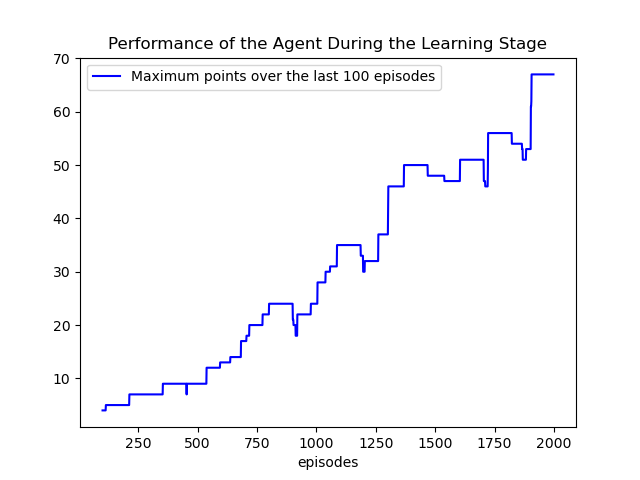 Performance of the Agent During the Learning Stage
Maximum points over the last 100 episodes
70
60
50
40
30
20
10
250 500 750 1000 1250 1500 1750 2000
episodes